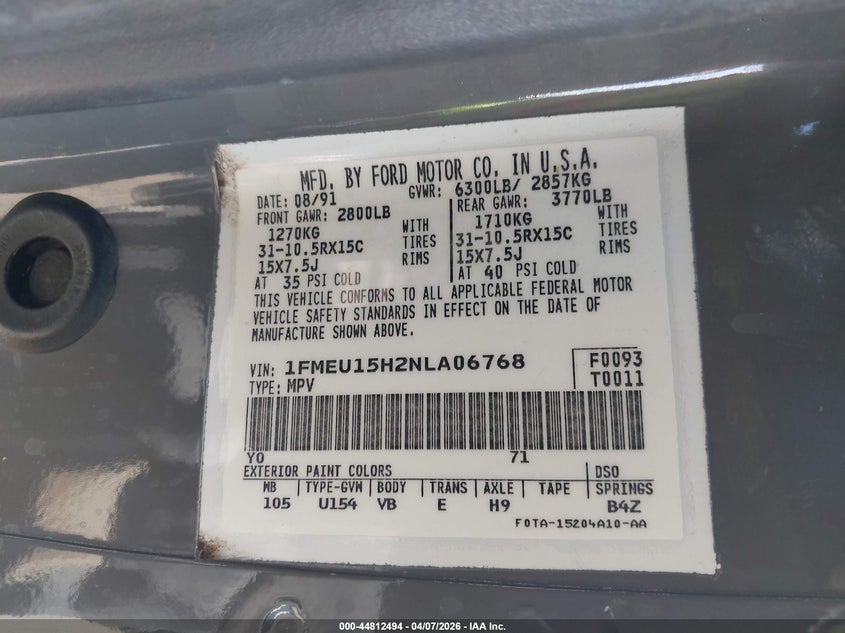 MFD. BY FORD MOTOR CO. IN U.S.A.
DATE: 08/91 GVWR: 6300LB/ 2857KG
FRONT GAWR: 2800LB REAR GAWR: 3770LB
1270KG WITH 1710KG WITH
31-10.5RX15C TIRES 31-10.5RX15C TIRES
15X7.5J RIMS 15X7.5J RIMS
AT 35 PSI COLD AT 40 PSI COLD
THIS VEHICLE CONFORMS TO ALL APPLICABLE FEDERAL MOTOR
VEHICLE SAFETY STANDARDS IN EFFECT ON THE DATE OF
MANUFACTURE SHOWN ABOVE.
VIN: 1FMEU15H2NLA06768 F0093
TYPE: MPV T0011
YO 71
EXTERIOR PAINT COLORS DSO
MB TYPE-GVM BODY TRANS AXLE TAPE SPRINGS
105 U154 VB E H9 B4Z
FOTA-15204A10-AA
000-44812494 04/07/2026 IAA Inc.